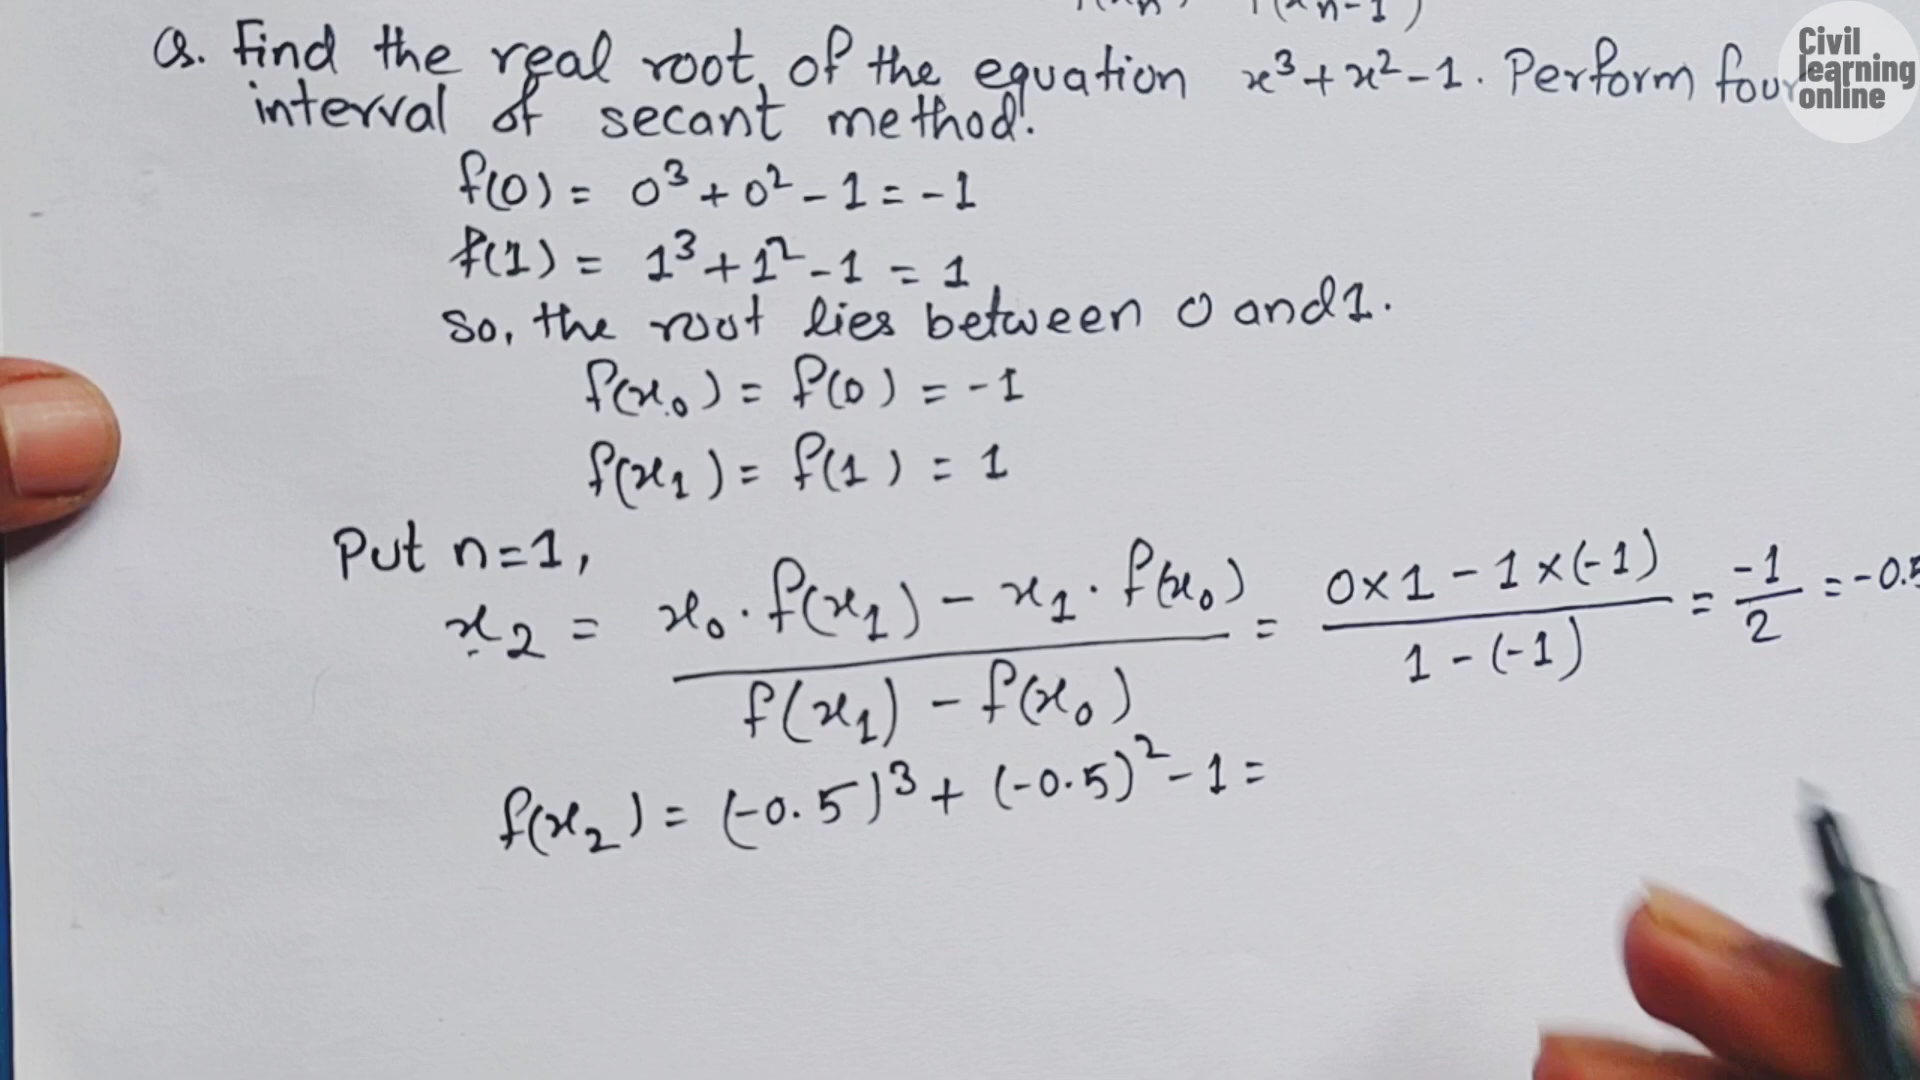 Q. Find the real root of the equation x³+x²-1. Perform four
interval of secant method.
f(0) = 0³+0²-1 = -1
f(1) = 1³+1²-1 = 1
So, the root lies between 0 and 1.
f(x₀) = f(0) = -1
f(x₁) = f(1) = 1
Put n=1,
x₂ = (x₀·f(x₁) - x₁·f(x₀)) / (f(x₁) - f(x₀)) = (0×1-1×(-1)) / (1-(-1)) = -1/2 = -0.5
f(x₂) = (-0.5)³+(-0.5)²-1 =
Civil
learning
online